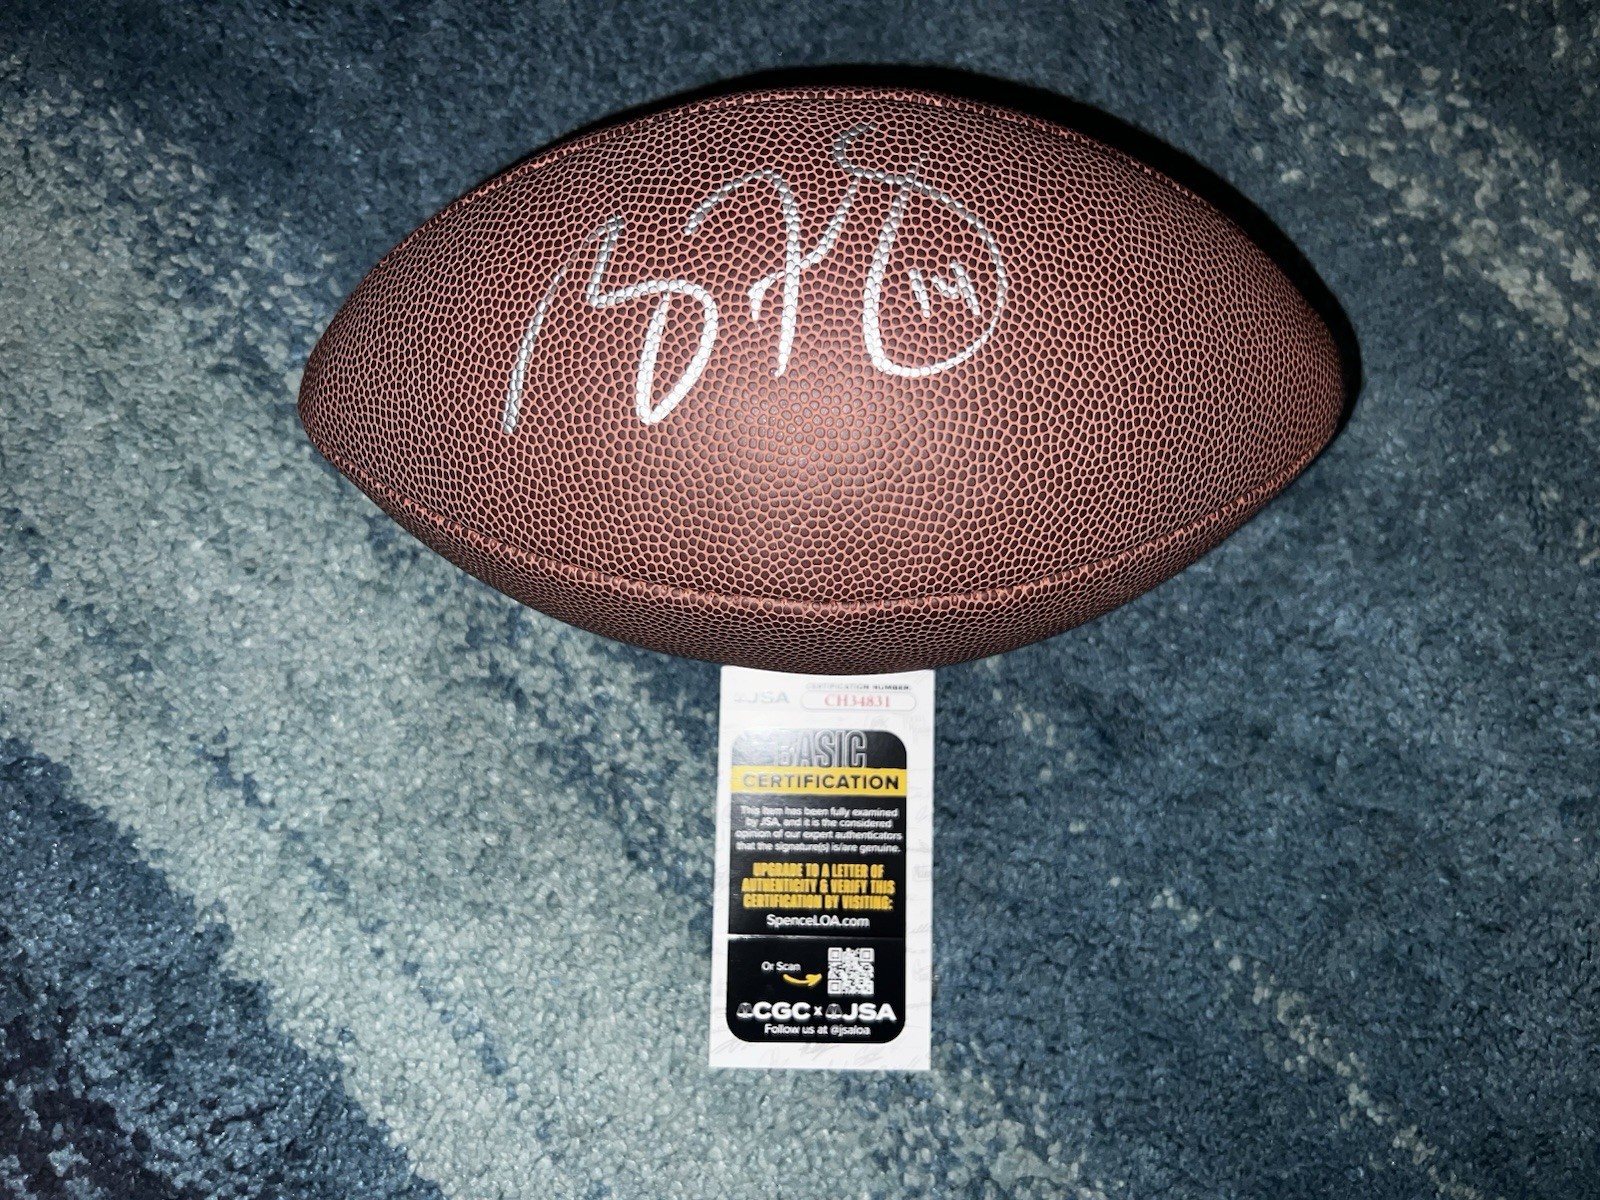 14
JSA
CERTIFICATION NUMBER:
CH34831
BASIC
CERTIFICATION
This item has been fully examined
by JSA, and it is the considered
opinion of our expert authenticators
that the signature(s) is/are genuine.
UPGRADE TO A LETTER OF
AUTHENTICITY & VERIFY THIS
CERTIFICATION BY VISITING:
SpenceLOA.com
Or Scan
CGC x JSA
Follow us at @jsaloa